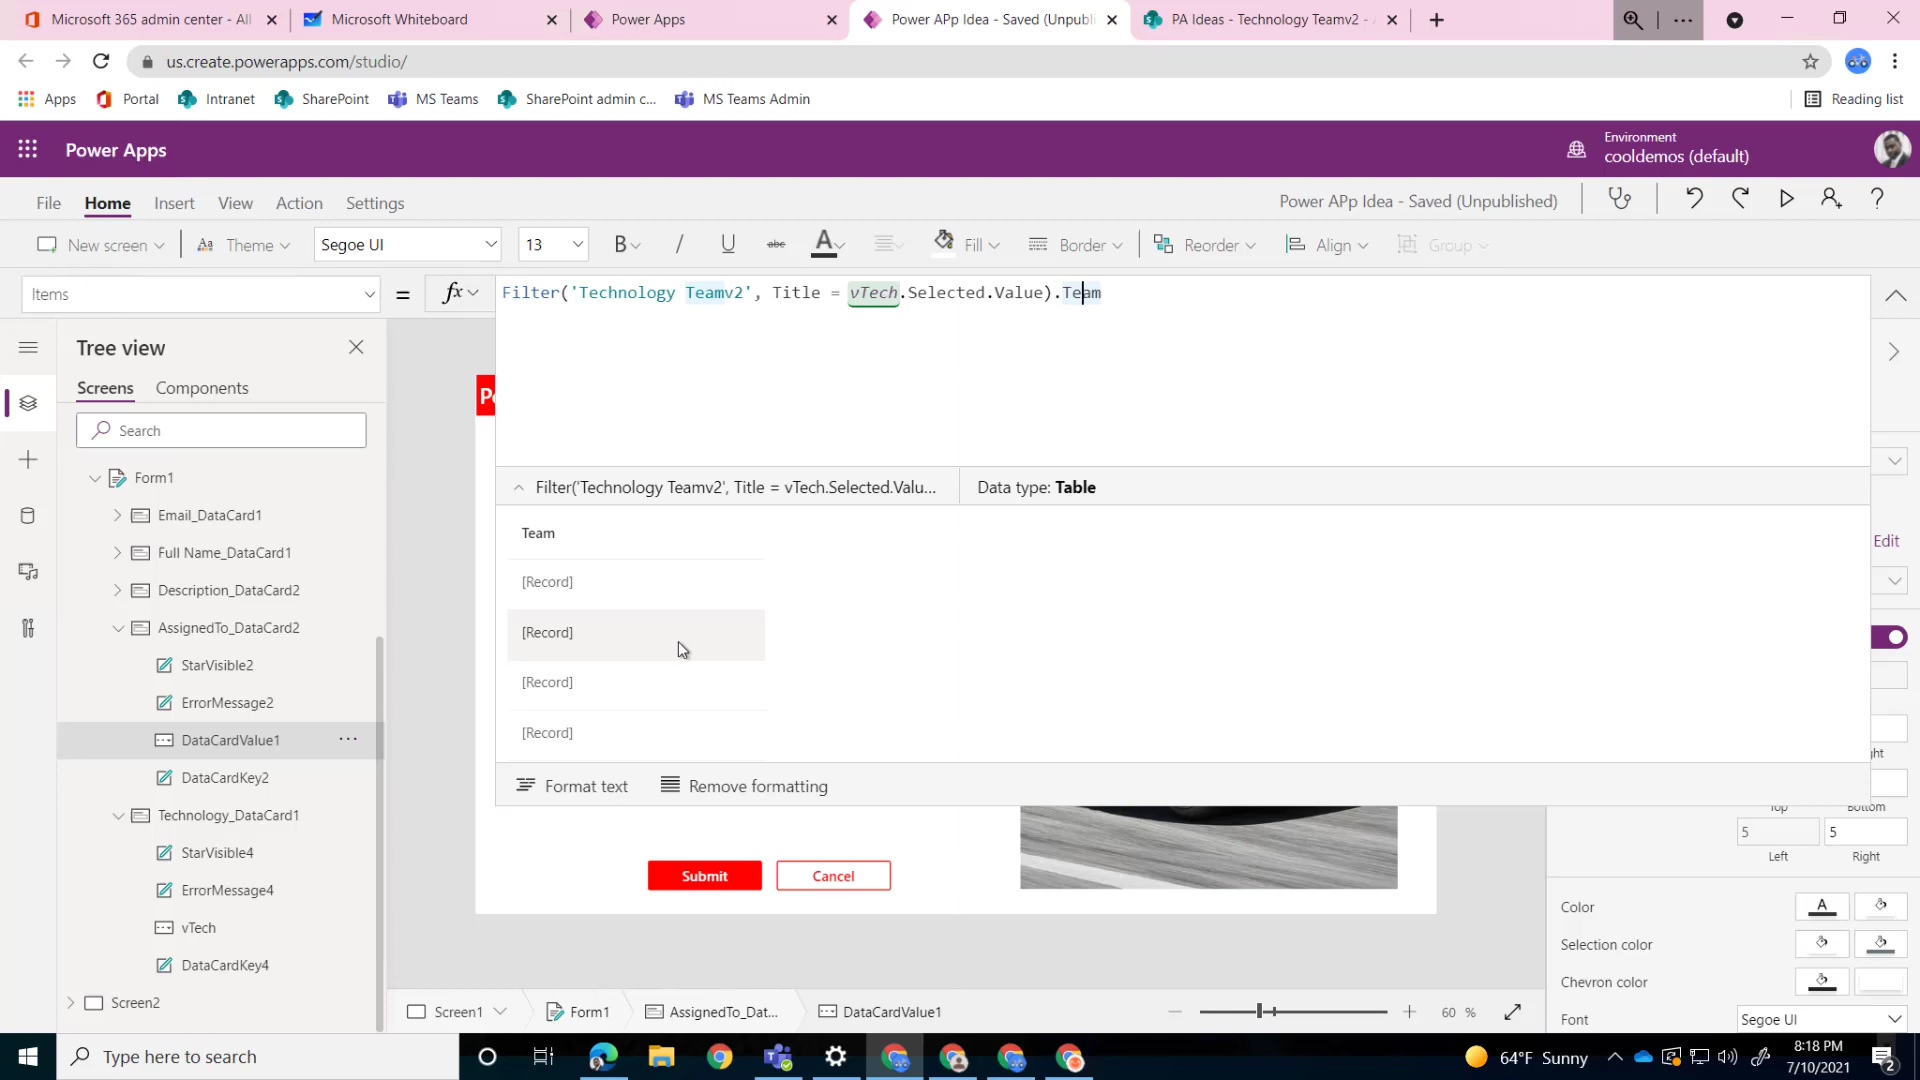 Microsoft 365 admin center - All
Microsoft Whiteboard
Power Apps
Power APp Idea - Saved (Unpubli
PA Ideas - Technology Teamv2 -
us.create.powerapps.com/studio/
Apps
Portal
Intranet
SharePoint
MS Teams
SharePoint admin c...
MS Teams Admin
Reading list
Power Apps
Environment
cooldemos (default)
File
Home
Insert
View
Action
Settings
Power APp Idea - Saved (Unpublished)
New screen
Theme
Segoe UI
13
B
abc
A
Fill
Border
Reorder
Align
Group
Items
=
fx
Filter('Technology Teamv2', Title = vTech.Selected.Value).Team
Tree view
Screens
Components
Search
Form1
Email_DataCard1
Full Name_DataCard1
Description_DataCard2
AssignedTo_DataCard2
StarVisible2
ErrorMessage2
DataCardValue1
DataCardKey2
Technology_DataCard1
StarVisible4
ErrorMessage4
vTech
DataCardKey4
Screen2
Filter('Technology Teamv2', Title = vTech.Selected.Valu...
Data type: Table
Team
[Record]
[Record]
[Record]
[Record]
Format text
Remove formatting
Submit
Cancel
Edit
Top
Bottom
5
5
Left
Right
Color
A
Selection color
Chevron color
Font
Segoe UI
Screen1
Form1
AssignedTo_Dat...
DataCardValue1
60 %
Type here to search
64°F Sunny
8:18 PM
7/10/2021
2